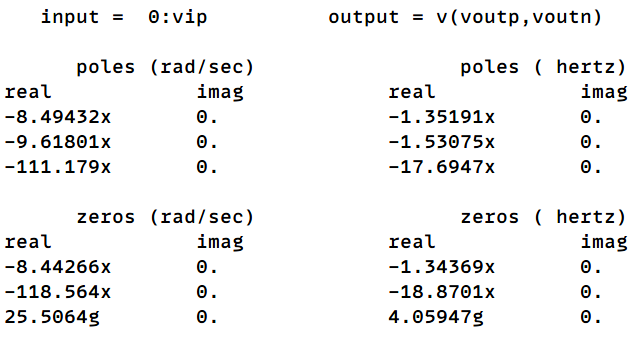 input =  0:vip               output = v(voutp,voutn)
poles (rad/sec)                          poles ( hertz)
real           imag                  real           imag
-8.49432x      0.                    -1.35191x      0.
-9.61801x      0.                    -1.53075x      0.
-111.179x      0.                    -17.6947x      0.
zeros (rad/sec)                          zeros ( hertz)
real           imag                  real           imag
-8.44266x      0.                    -1.34369x      0.
-118.564x      0.                    -18.8701x      0.
25.5064g       0.                    4.05947g       0.